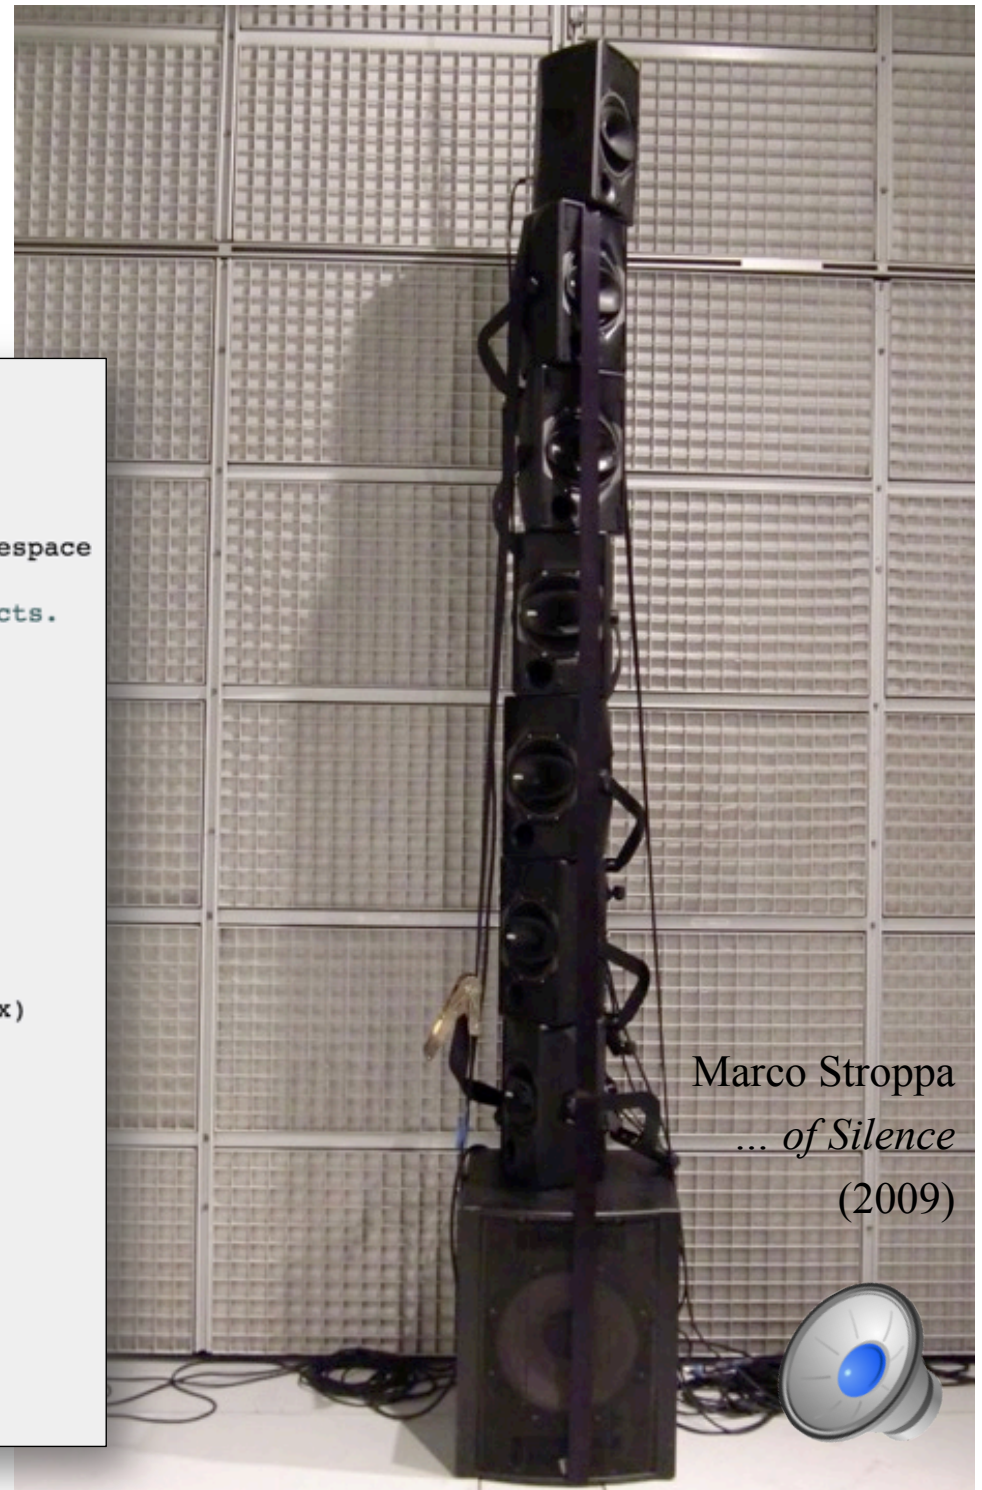 espace
cts.
x)
Marco Stroppa
... of Silence
(2009)